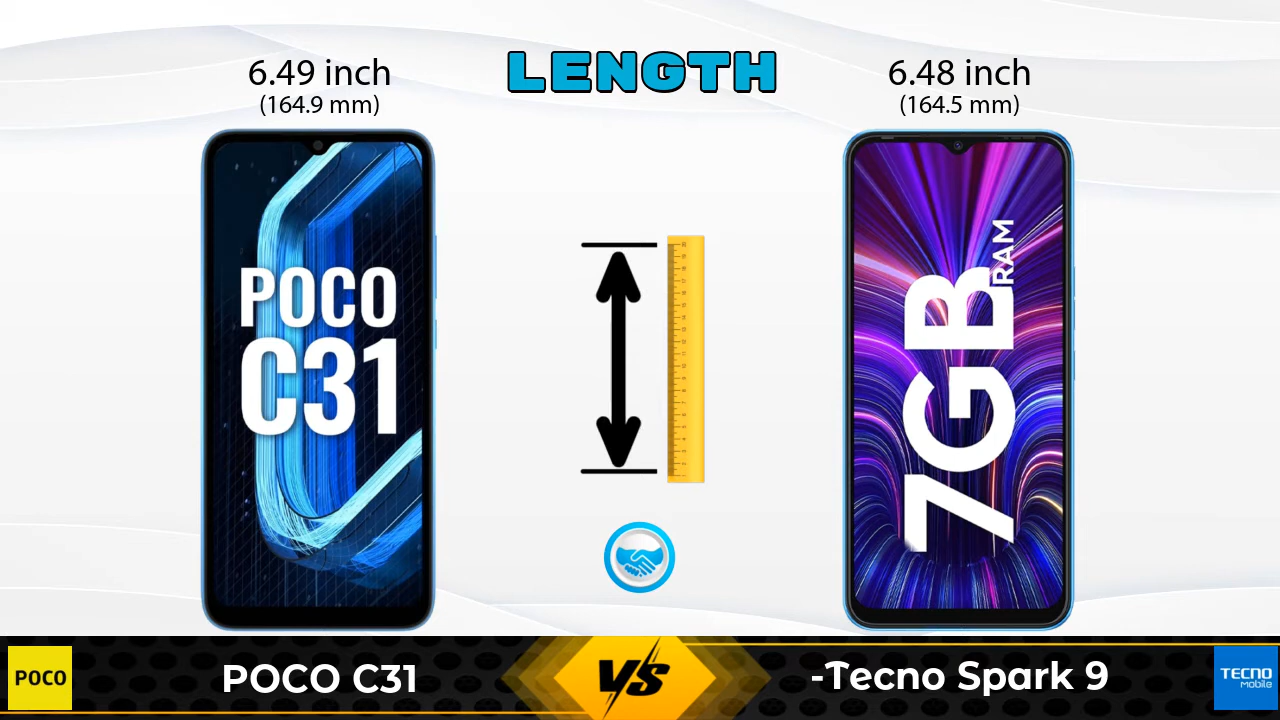 LENGTH
6.49 inch
(164.9 mm)
6.48 inch
(164.5 mm)
POCO
C31
7GB
RAM
POCO
POCO C31
VS
-Tecno Spark 9
TECNO
mobile